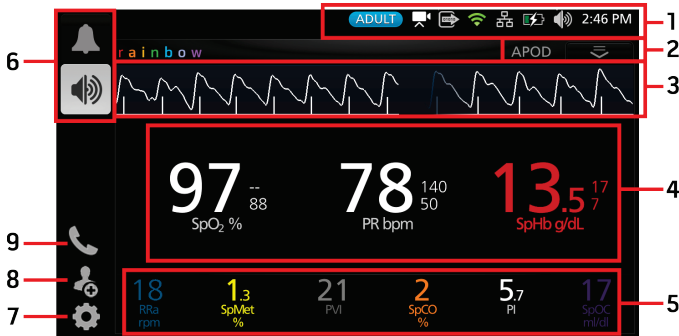 ADULT 2:46 PM 1
rainbow APOD 2
6
3
97 -- 88 SpO₂ %
78 140 50 PR bpm
13.5 17 7 SpHb g/dL
4
9
8
7
18 RRa rpm
1.3 SpMet %
21 PVI
2 SpCO %
5.7 PI
17 SpOC ml/dl
5